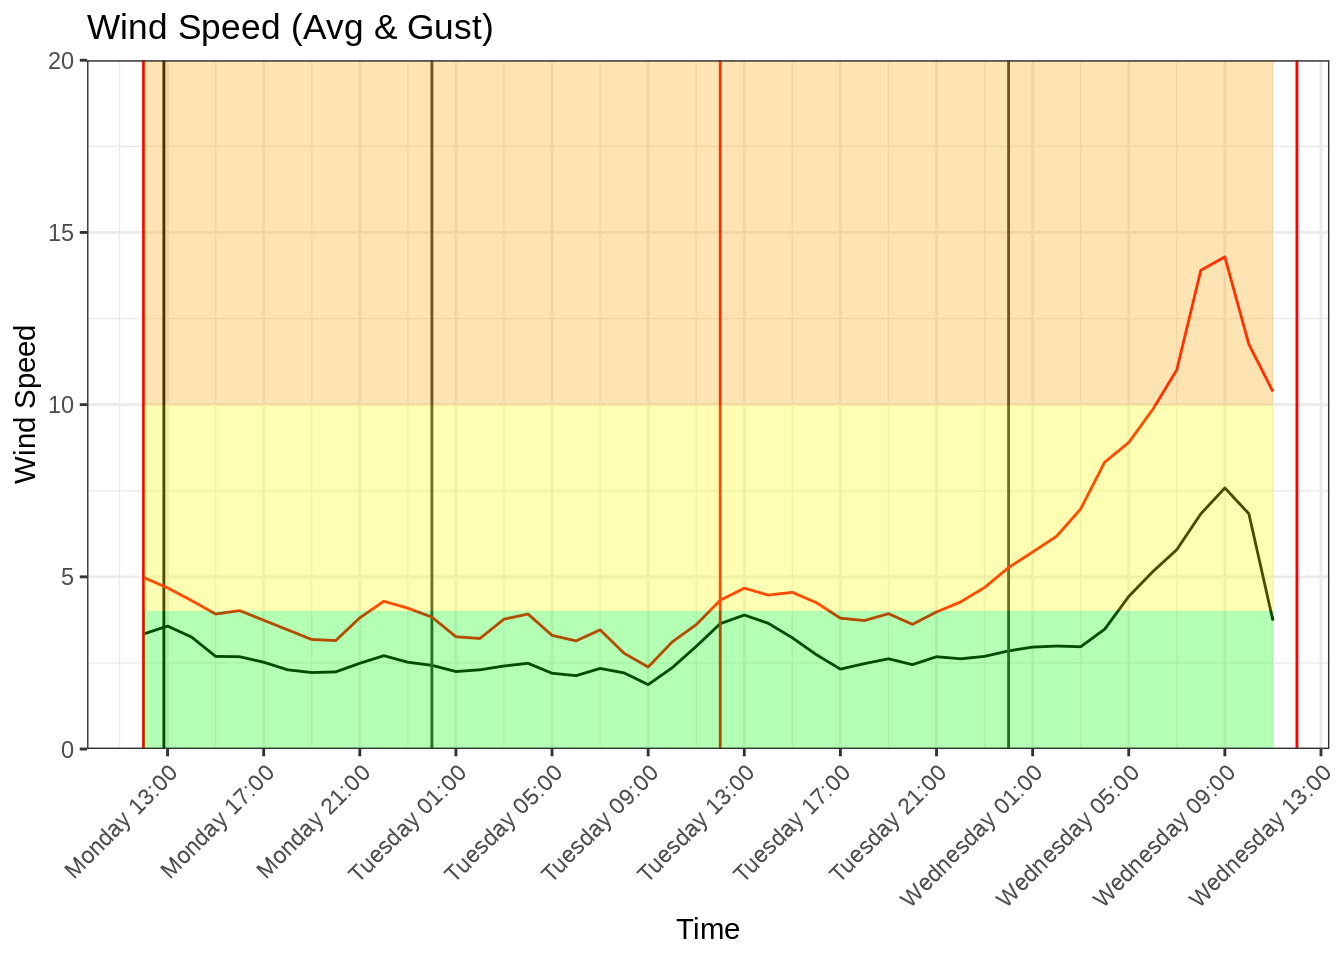 Wind Speed (Avg & Gust)
20
15
10
5
0
Wind Speed
Monday 13:00
Monday 17:00
Monday 21:00
Tuesday 01:00
Tuesday 05:00
Tuesday 09:00
Tuesday 13:00
Tuesday 17:00
Tuesday 21:00
Wednesday 01:00
Wednesday 05:00
Wednesday 09:00
Wednesday 13:00
Time